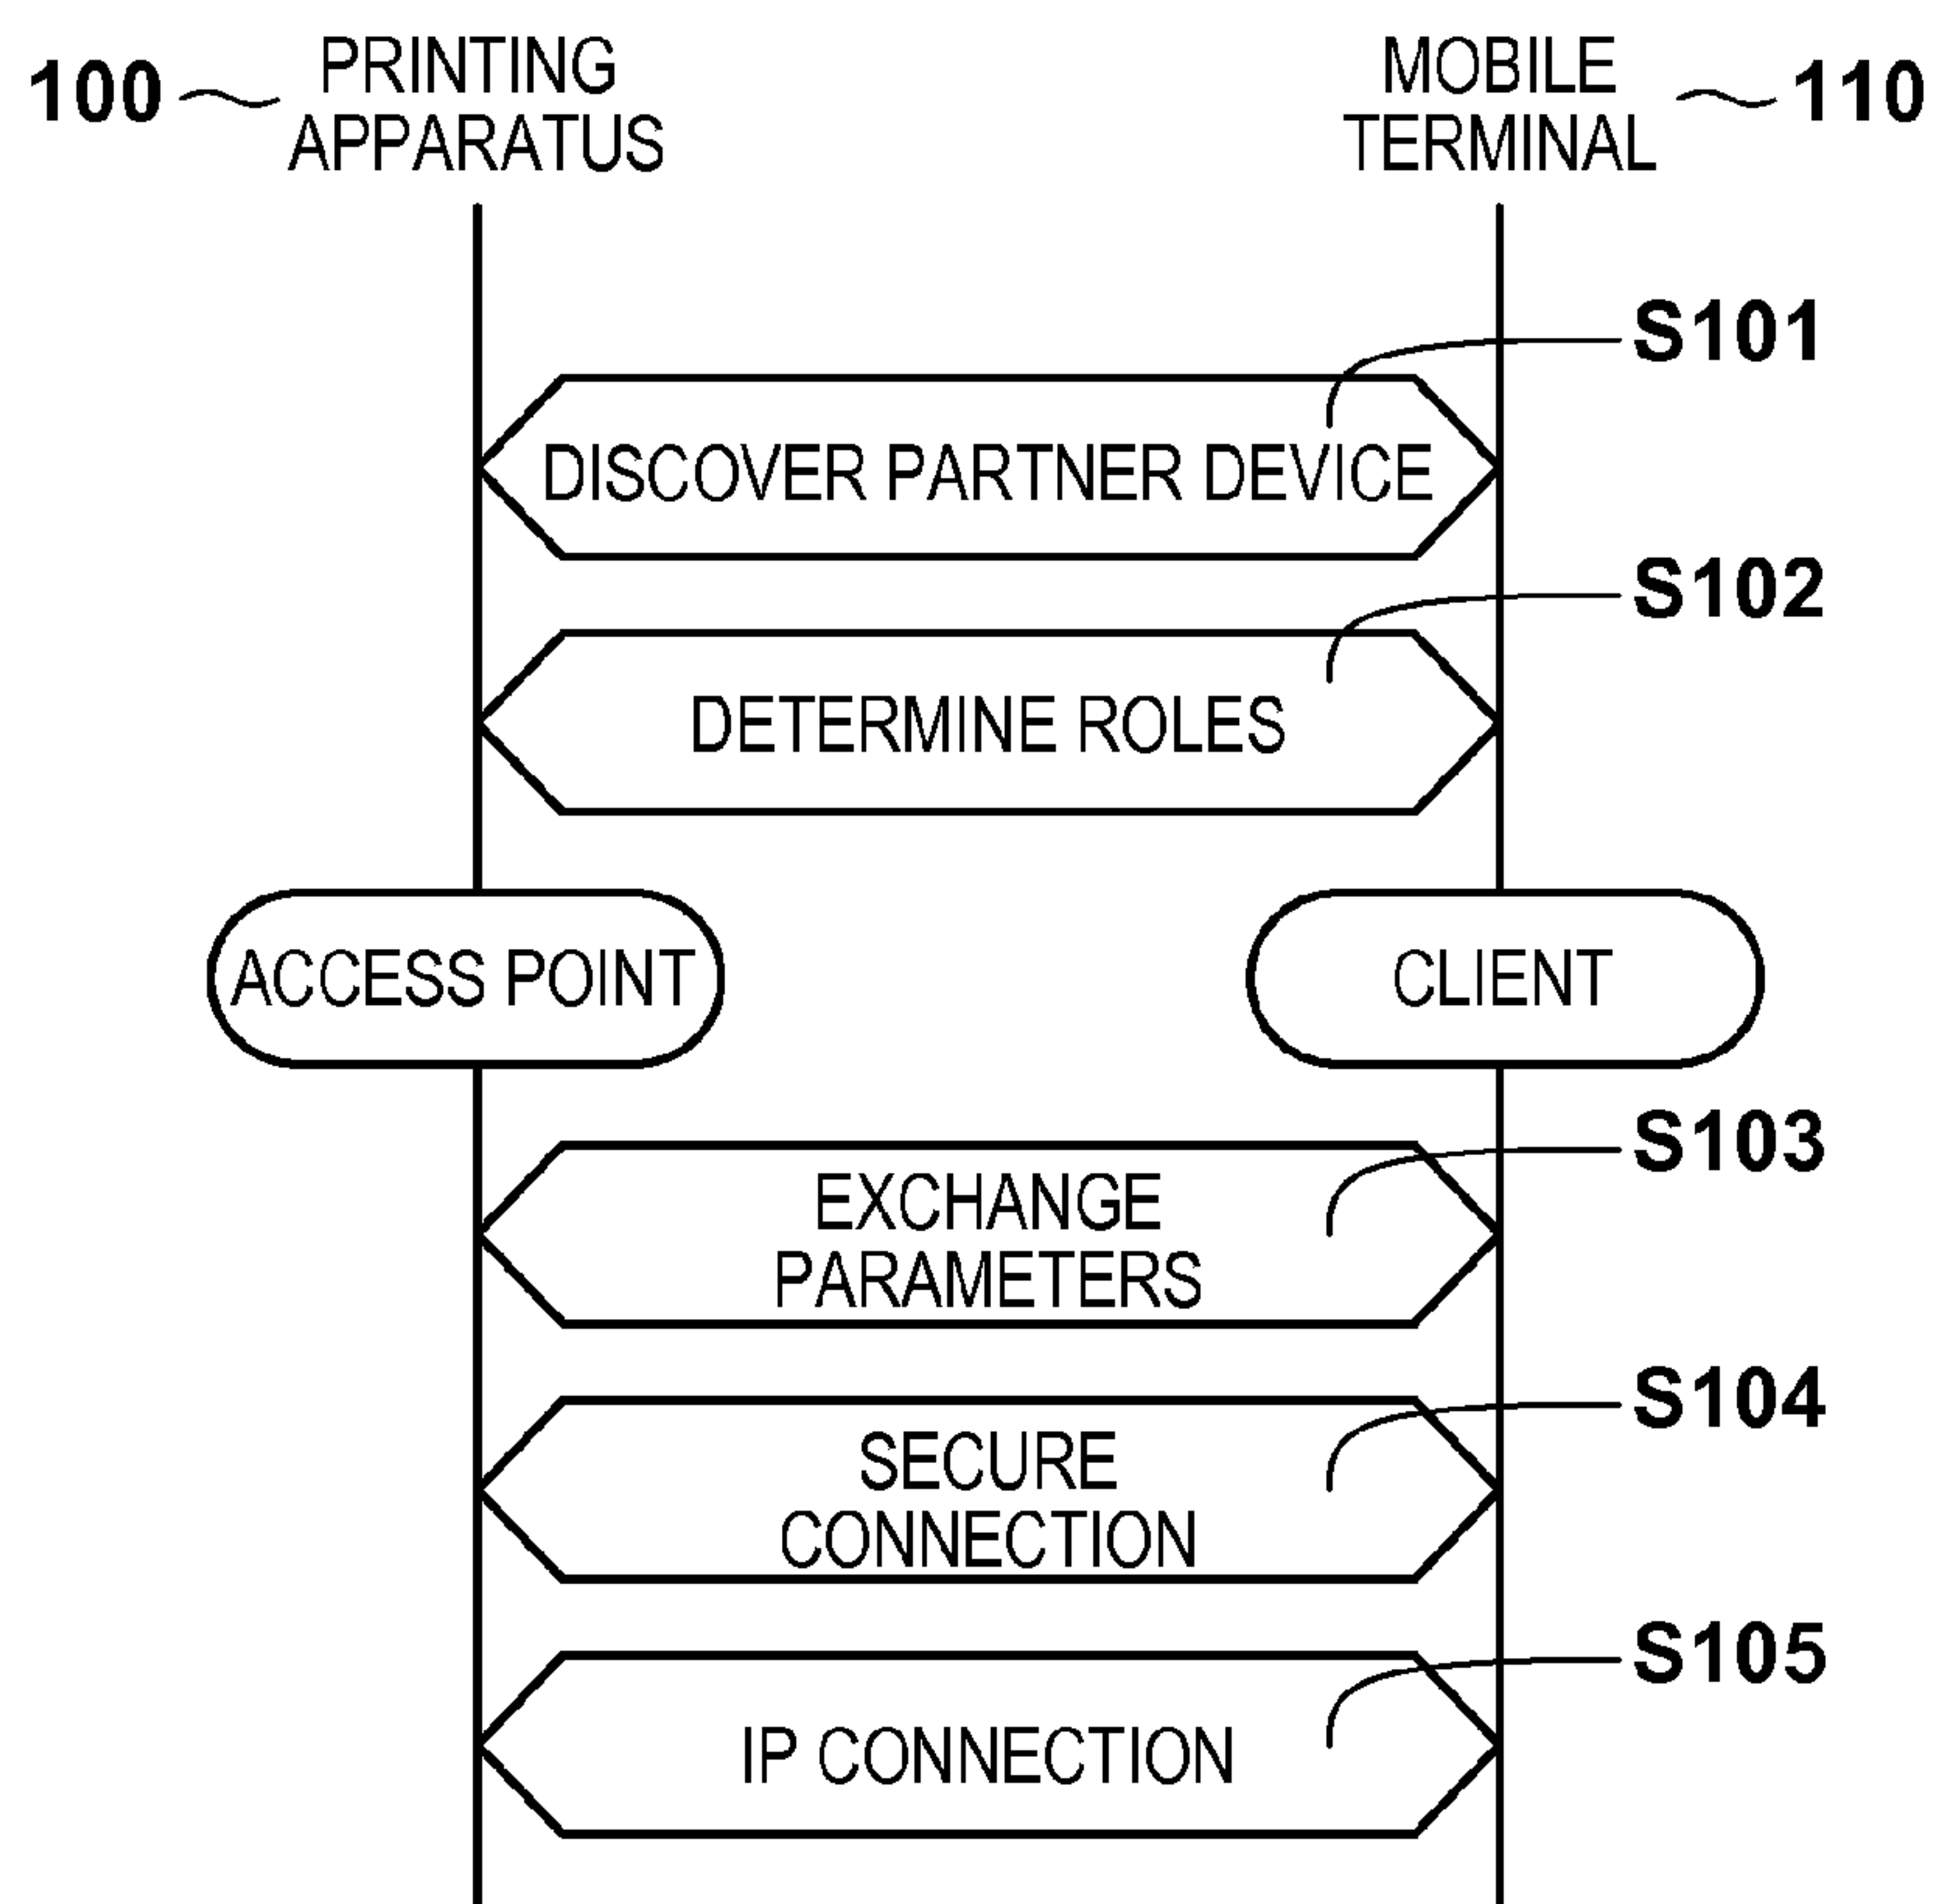 100
PRINTING
APPARATUS
MOBILE
TERMINAL
110
S101
DISCOVER PARTNER DEVICE
S102
DETERMINE ROLES
ACCESS POINT
CLIENT
S103
EXCHANGE
PARAMETERS
S104
SECURE
CONNECTION
S105
IP CONNECTION